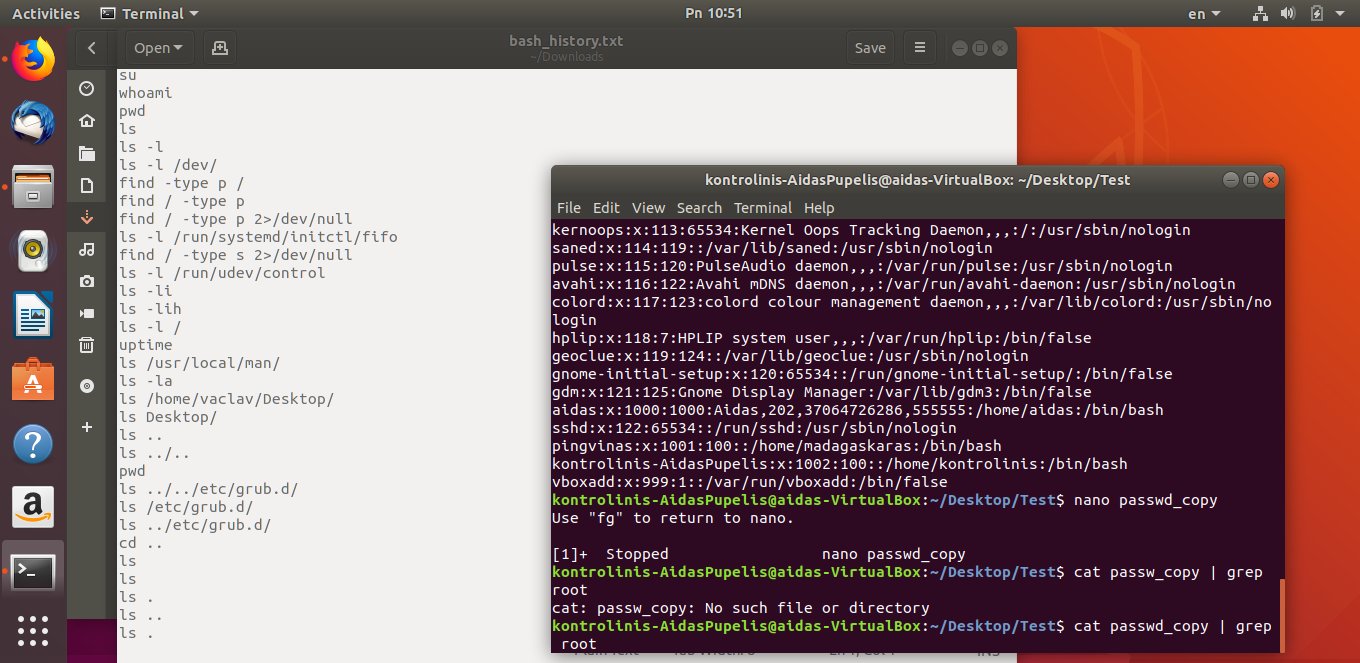 Activities
Terminal
Pn 10:51
en
Open
bash_history.txt
~/Downloads
Save
su
whoami
pwd
ls
ls -l
ls -l /dev/
find -type p /
find / -type p
find / -type p 2>/dev/null
ls -l /run/systemd/initctl/fifo
find / -type s 2>/dev/null
ls -l /run/udev/control
ls -li
ls -lih
ls -l /
uptime
ls /usr/local/man/
ls -la
ls /home/vaclav/Desktop/
ls Desktop/
ls ..
ls ../..
pwd
ls ../../etc/grub.d/
ls /etc/grub.d/
ls ../etc/grub.d/
cd ..
ls
ls
ls .
ls ..
ls .
kontrolinis-AidasPupelis@aidas-VirtualBox: ~/Desktop/Test
File Edit View Search Terminal Help
kernoops:x:113:65534:Kernel Oops Tracking Daemon,,,:/:/usr/sbin/nologin
saned:x:114:119::/var/lib/saned:/usr/sbin/nologin
pulse:x:115:120:PulseAudio daemon,,,:/var/run/pulse:/usr/sbin/nologin
avahi:x:116:122:Avahi mDNS daemon,,,:/var/run/avahi-daemon:/usr/sbin/nologin
colord:x:117:123:colord colour management daemon,,,:/var/lib/colord:/usr/sbin/no
login
hplip:x:118:7:HPLIP system user,,,:/var/run/hplip:/bin/false
geoclue:x:119:124::/var/lib/geoclue:/usr/sbin/nologin
gnome-initial-setup:x:120:65534::/run/gnome-initial-setup/:/bin/false
gdm:x:121:125:Gnome Display Manager:/var/lib/gdm3:/bin/false
aidas:x:1000:1000:Aidas,202,37064726286,555555:/home/aidas:/bin/bash
sshd:x:122:65534::/run/sshd:/usr/sbin/nologin
pingvinas:x:1001:100::/home/madagaskaras:/bin/bash
kontrolinis-AidasPupelis:x:1002:100::/home/kontrolinis:/bin/bash
vboxadd:x:999:1::/var/run/vboxadd:/bin/false
kontrolinis-AidasPupelis@aidas-VirtualBox:~/Desktop/Test$ nano passwd_copy
Use "fg" to return to nano.
[1]+  Stopped                 nano passwd_copy
kontrolinis-AidasPupelis@aidas-VirtualBox:~/Desktop/Test$ cat passw_copy | grep
root
cat: passw_copy: No such file or directory
kontrolinis-AidasPupelis@aidas-VirtualBox:~/Desktop/Test$ cat passwd_copy | grep
root